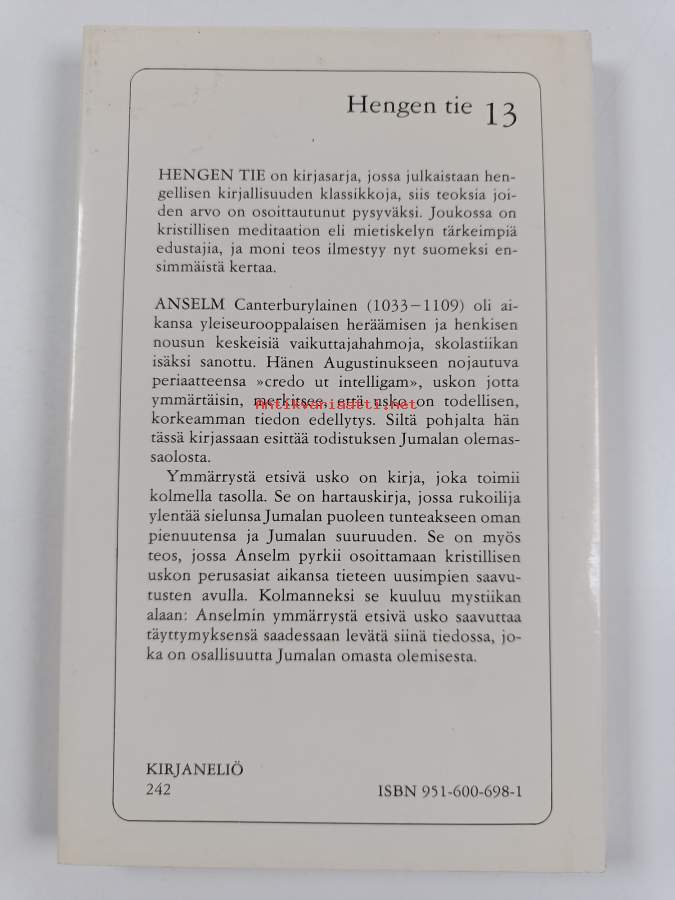 Hengen tie 13
HENGEN TIE on kirjasarja, jossa julkaistaan hen-
gellisen kirjallisuuden klassikkoja, siis teoksia joi-
den arvo on osoittautunut pysyväksi. Joukossa on
kristillisen meditaation eli mietiskelyn tärkeimpiä
edustajia, ja moni teos ilmestyy nyt suomeksi en-
simmäistä kertaa.
ANSELM Canterburylainen (1033–1109) oli ai-
kansa yleiseurooppalaisen heräämisen ja henkisen
nousun keskeisiä vaikuttajahahmoja, skolastiikan
isäksi sanottu. Hänen Augustinukseen nojautuva
periaatteensa »credo ut intelligam», uskon jotta
ymmärtäisin, merkitsee, että usko on todellisen,
antikvariaatti.net
korkeamman tiedon edellytys. Siltä pohjalta hän
tässä kirjassaan esittää todistuksen Jumalan olemas-
saolosta.
Ymmärrystä etsivä usko on kirja, joka toimii
kolmella tasolla. Se on hartauskirja, jossa rukoilija
ylentää sielunsa Jumalan puoleen tunteakseen oman
pienuutensa ja Jumalan suuruuden. Se on myös
teos, jossa Anselm pyrkii osoittamaan kristillisen
uskon perusasiat aikansa tieteen uusimpien saavu-
tusten avulla. Kolmanneksi se kuuluu mystiikan
alaan: Anselmin ymmärrystä etsivä usko saavuttaa
täyttymyksensä saadessaan levätä siinä tiedossa, jo-
ka on osallisuutta Jumalan omasta olemisesta.
KIRJANELIÖ
242
ISBN 951-600-698-1